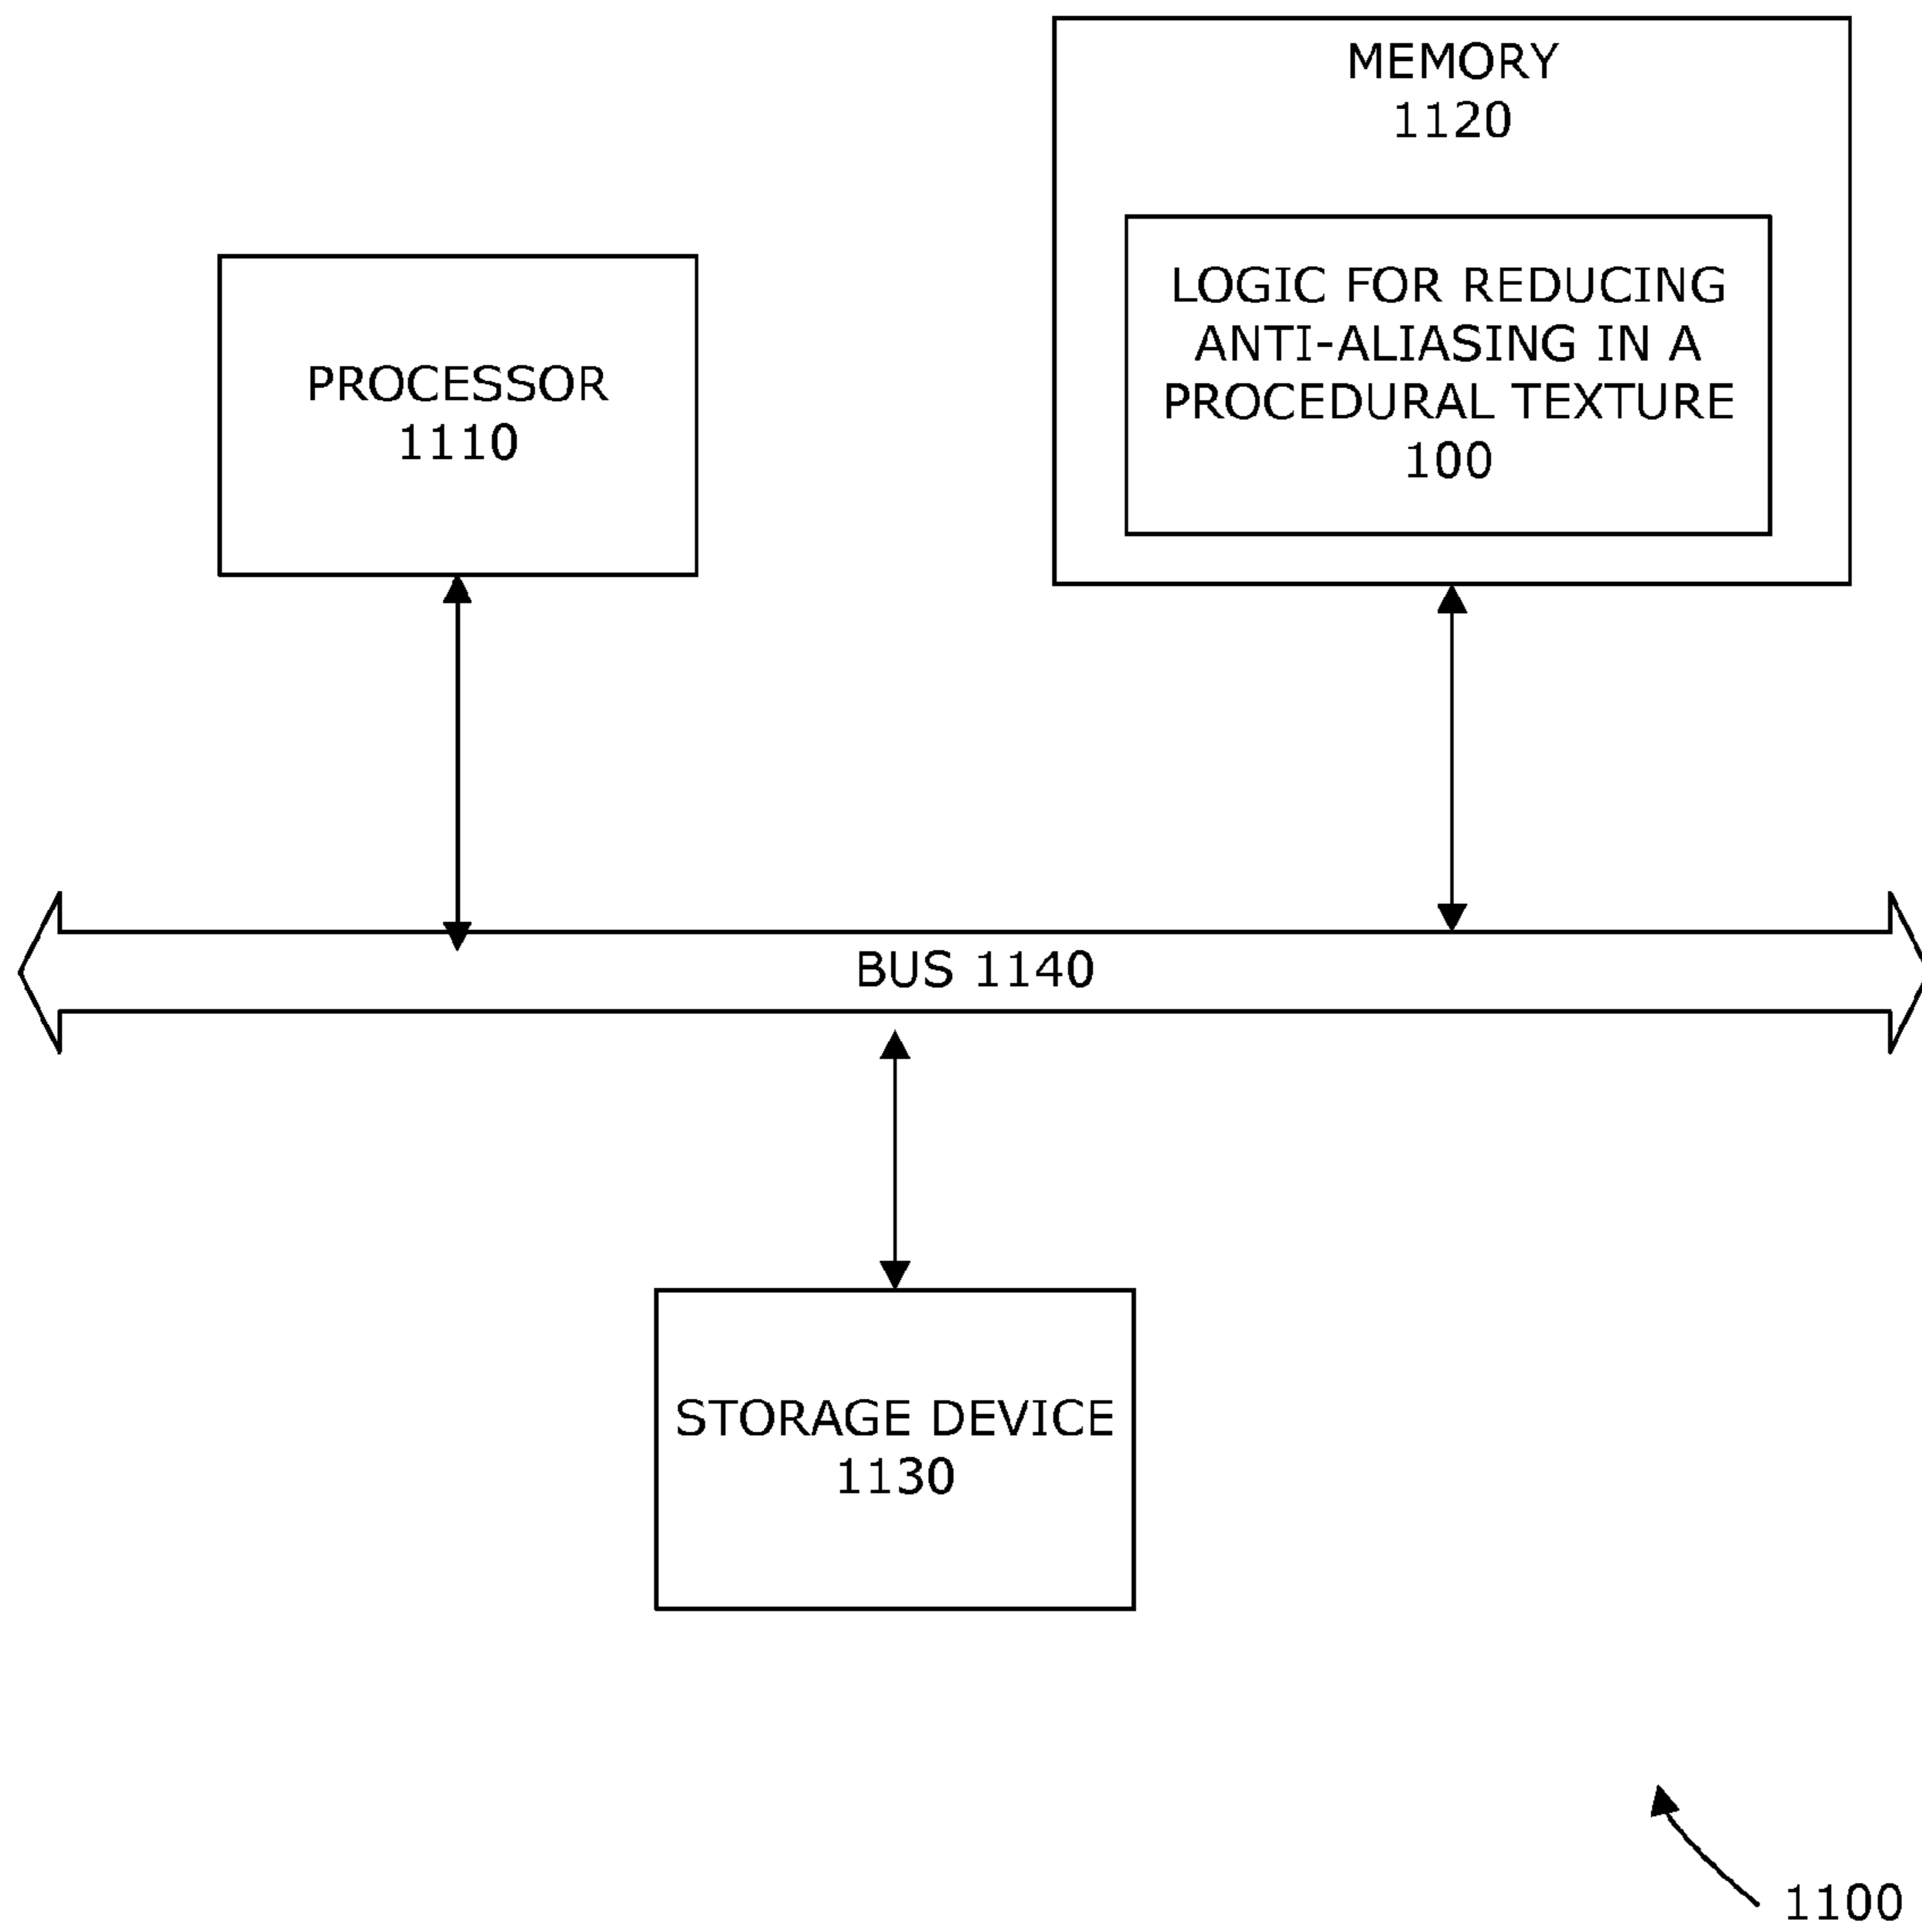 MEMORY
1120
LOGIC FOR REDUCING
ANTI-ALIASING IN A
PROCEDURAL TEXTURE
100
PROCESSOR
1110
BUS 1140
STORAGE DEVICE
1130
1100